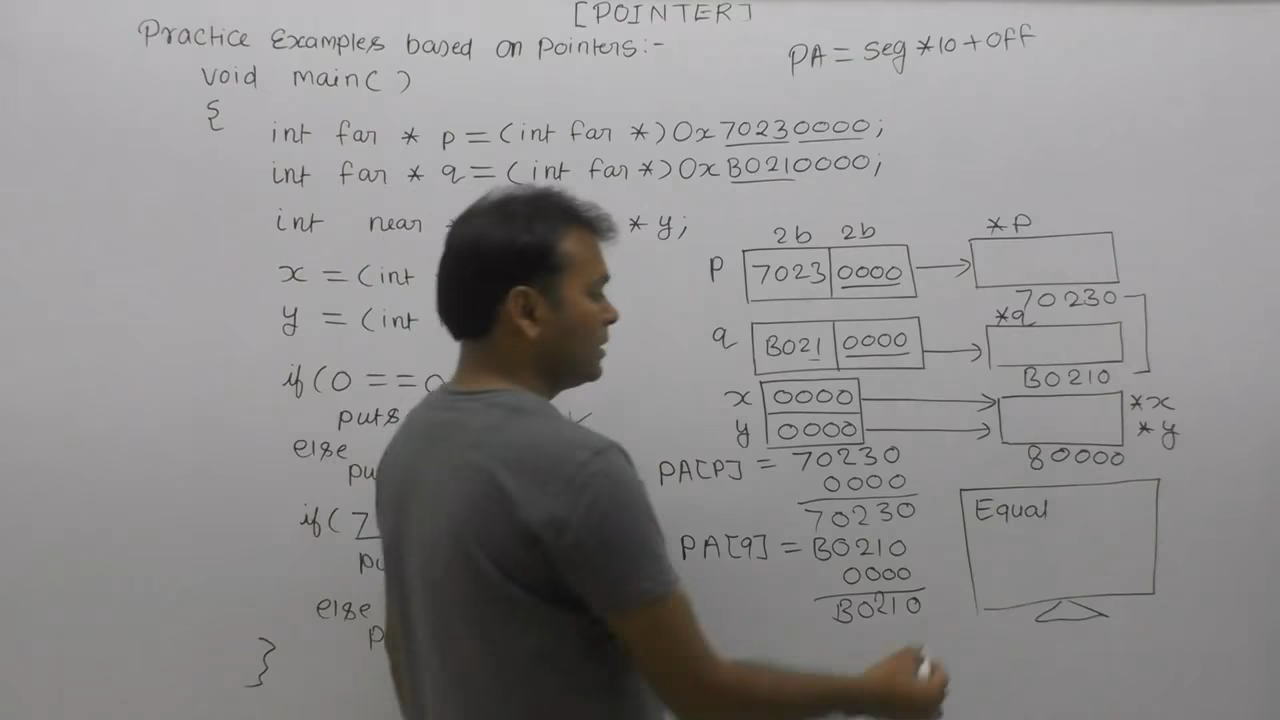 [POINTER]
Practice Examples based on Pointers:-
PA = Seg * 10 + Off
void main( )
{
int far * p = (int far *) 0x70230000;
int far * q = (int far *) 0xB0210000;
int near * y;
x = (int
y = (int
if (0 ==
puts
else
if (7
else
}
2b 2b
p 7023 0000
*p
70230
q B021 0000
*q
B0210
x 0000
y 0000
*x
*y
80000
PA[P] = 70230
0000
70230
PA[q] = B0210
0000
B0210
Equal